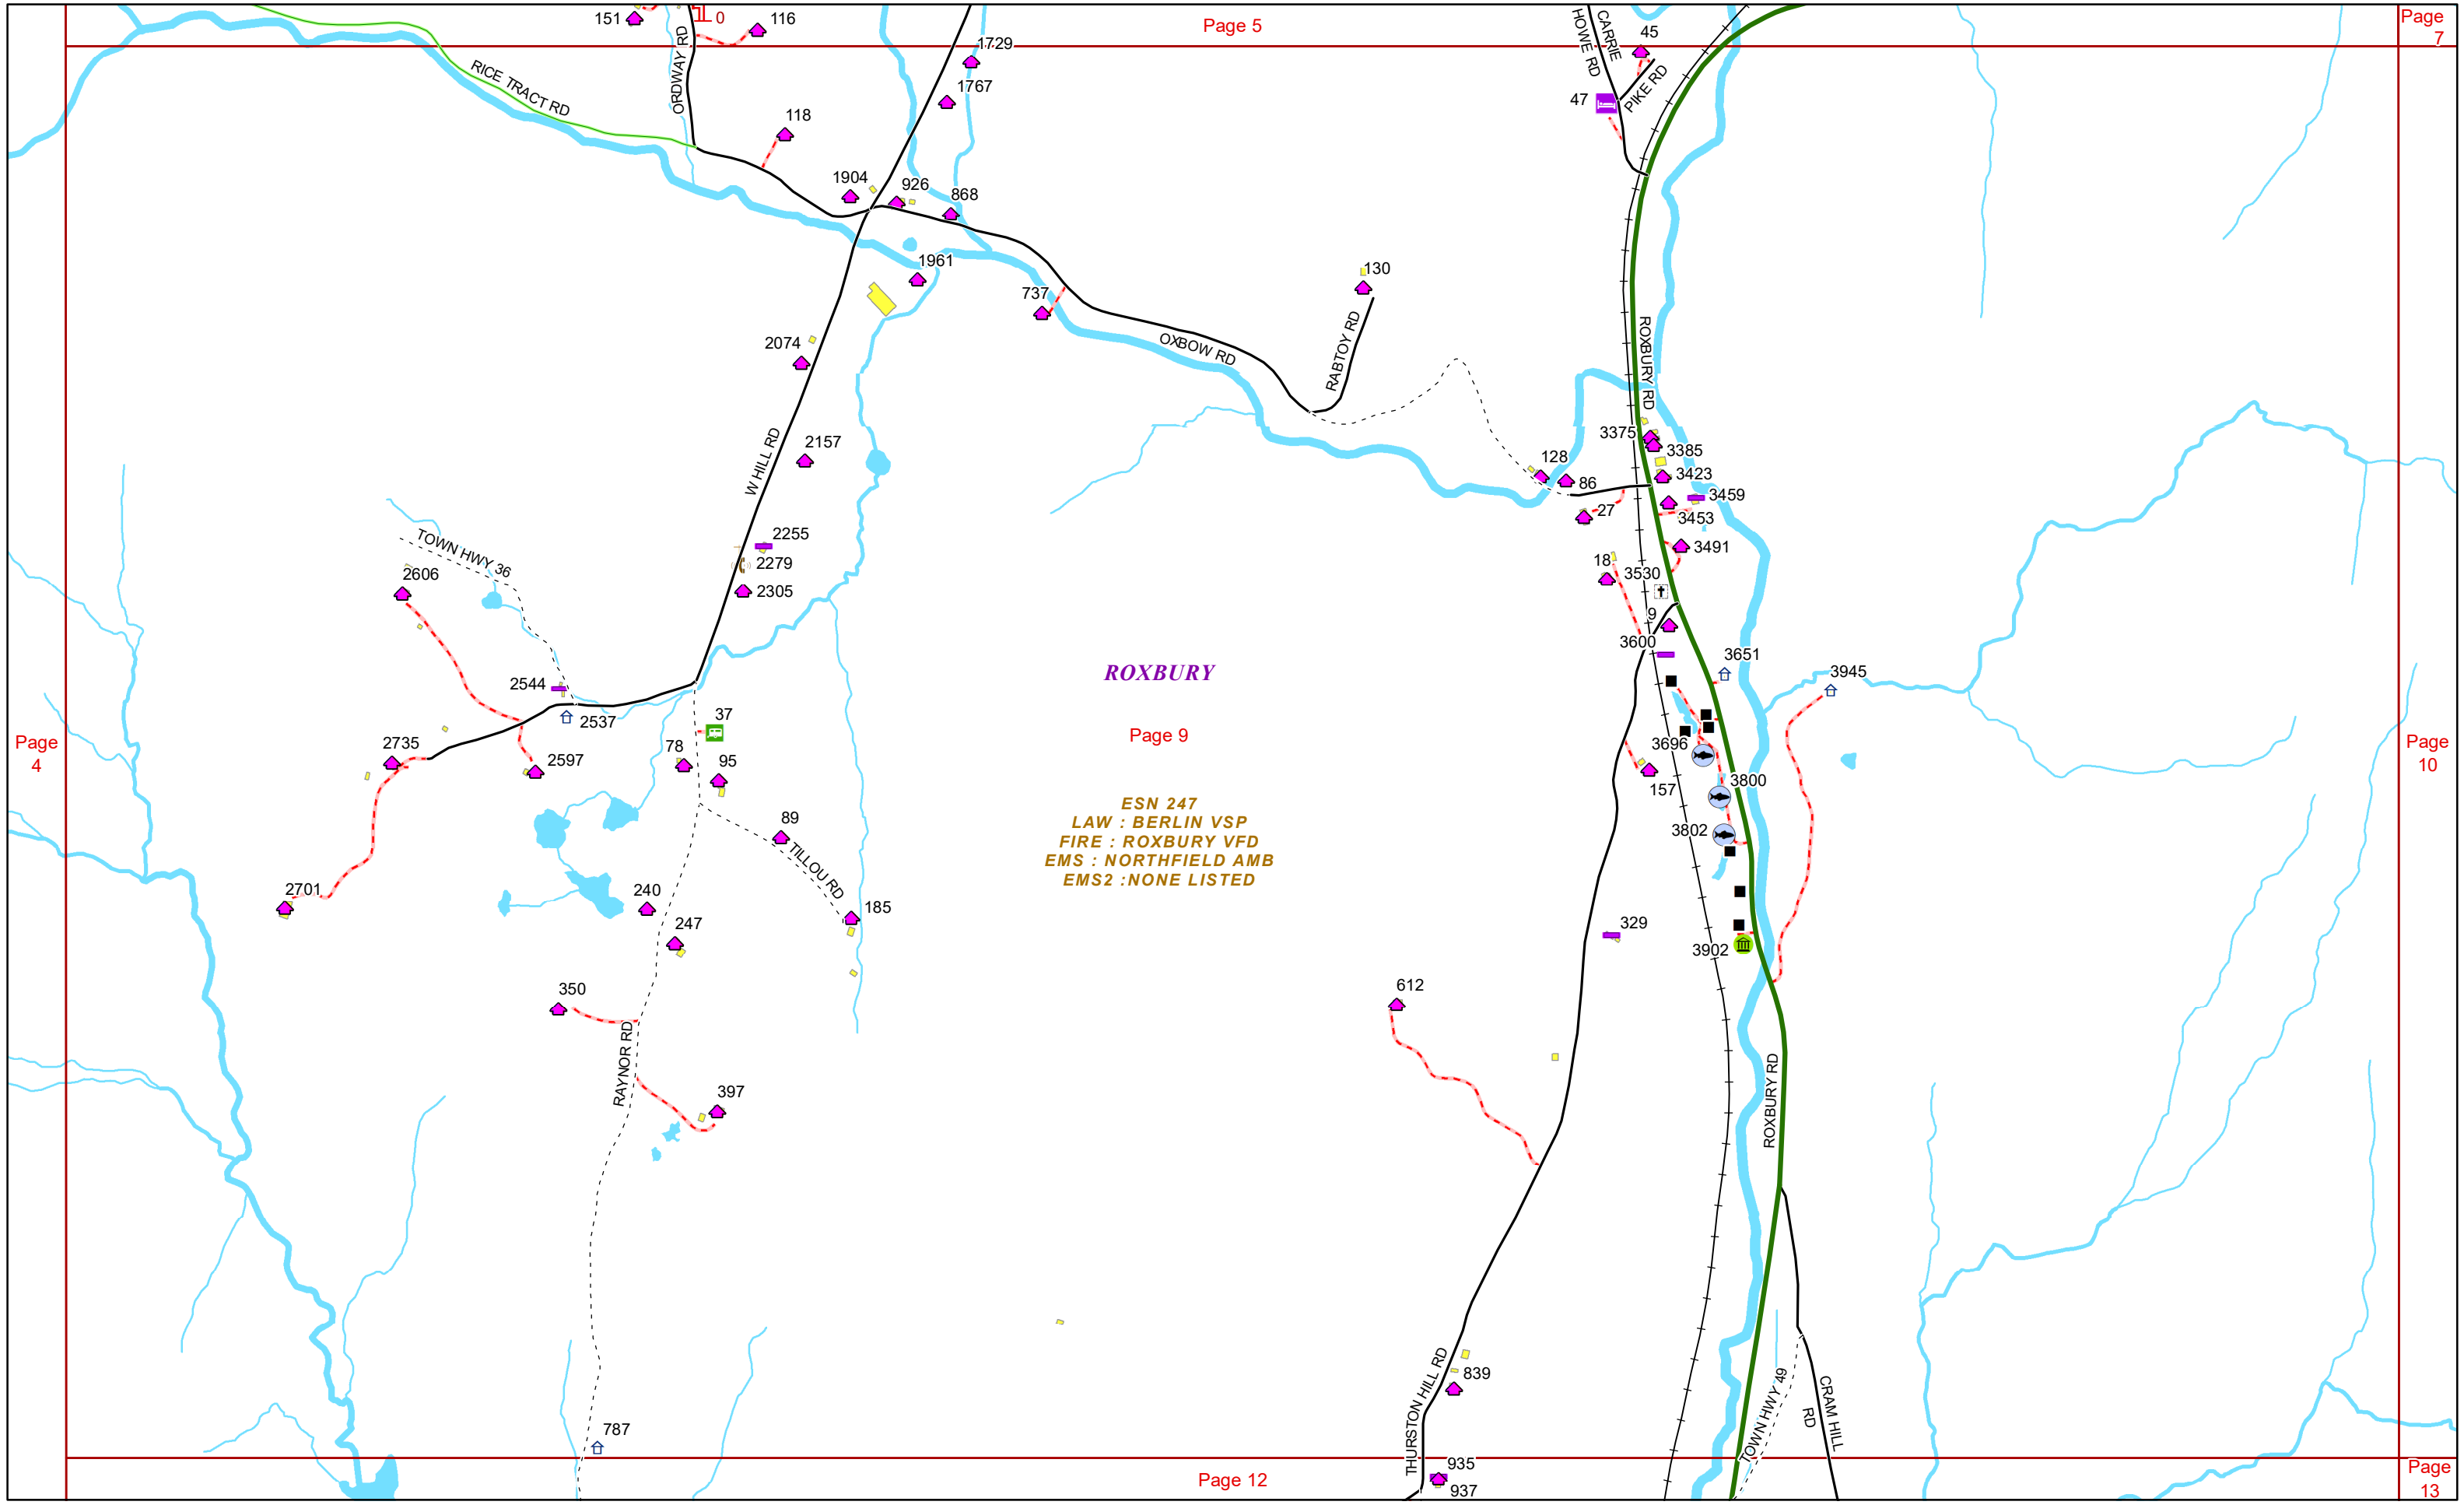 151
0
116
Page 5
Page
7
ORDWAY RD
RICE TRACT RD
1729
1767
118
CARRIE
HOWE RD
45
47
PIKE RD
1904
926
868
1961
737
130
2074
OXBOW RD
RABTOY RD
ROXBURY RD
2157
W HILL RD
3375
3385
128
86
3423
3459
3453
27
3491
2255
2279
2305
TOWN HWY 36
2606
18
3530
9
3600
3651
3945
ROXBURY
2544
2537
37
Page 9
Page
4
2735
2597
78
95
3696
157
3800
3802
Page
10
ESN 247
LAW : BERLIN VSP
FIRE : ROXBURY VFD
EMS : NORTHFIELD AMB
EMS2 :NONE LISTED
89
TILLOU RD
2701
240
247
185
329
3902
350
612
RAYNOR RD
397
ROXBURY RD
839
THURSTON HILL RD
TOWN HWY 49
CRAM HILL
RD
787
Page 12
935
937
Page
13